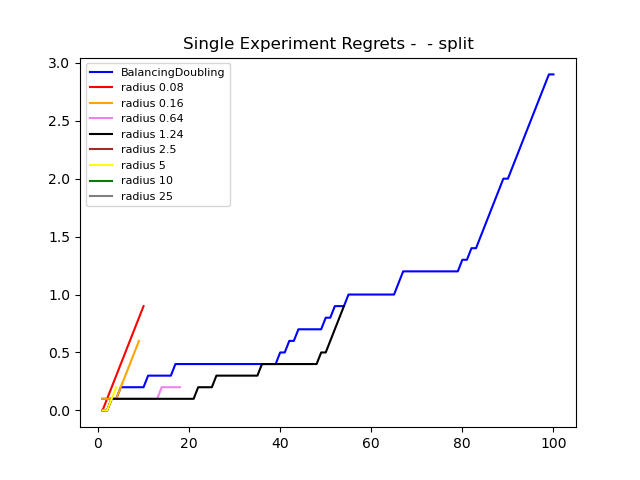 Single Experiment Regrets -  - split
3.0
2.5
2.0
1.5
1.0
0.5
0.0
BalancingDoubling
radius 0.08
radius 0.16
radius 0.64
radius 1.24
radius 2.5
radius 5
radius 10
radius 25
0 20 40 60 80 100